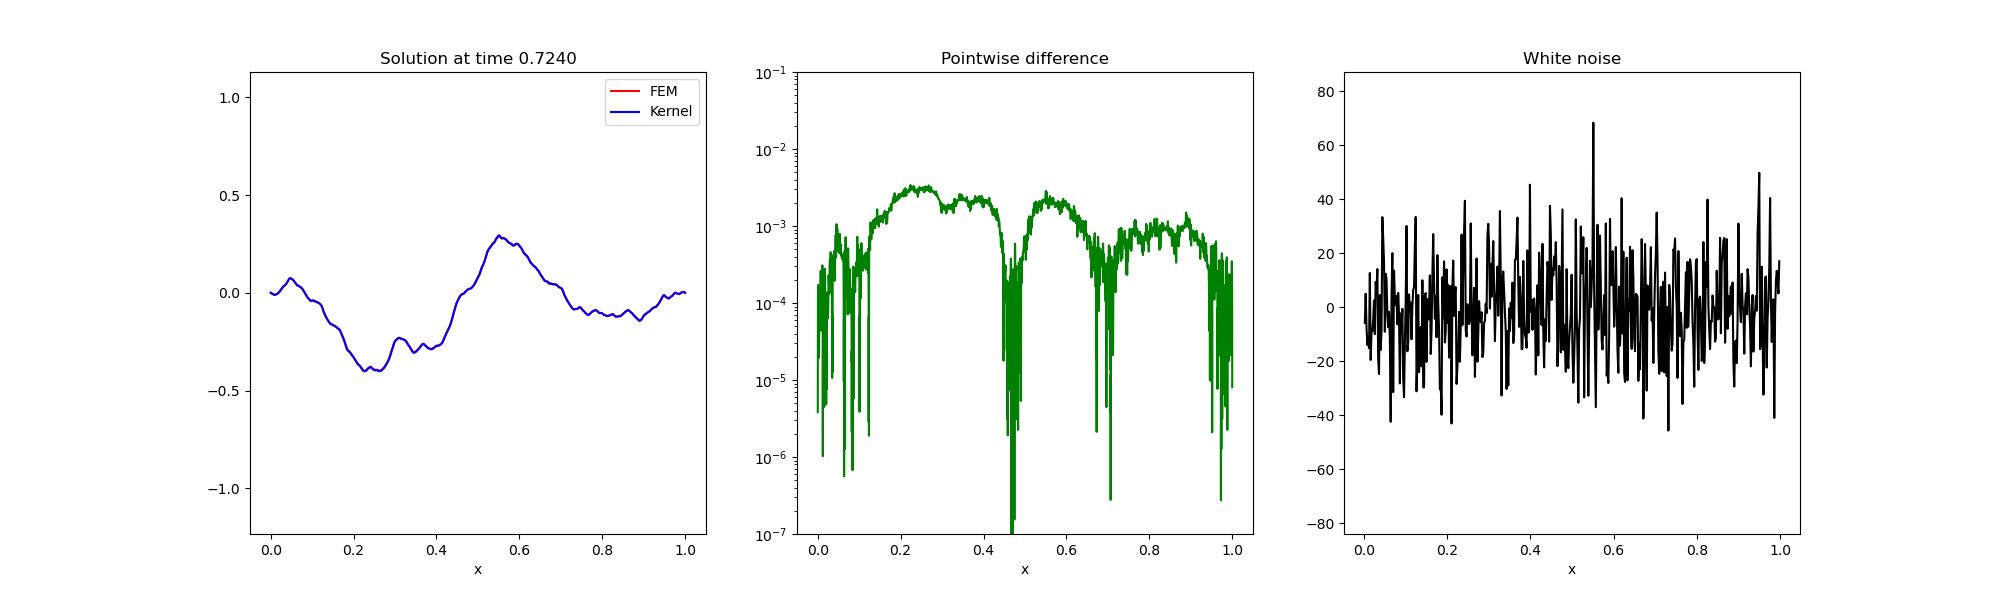 Solution at time 0.7240
FEM
Kernel
1.0
0.5
0.0
−0.5
−1.0
0.0 0.2 0.4 0.6 0.8 1.0
x
Pointwise difference
10⁻¹
10⁻²
10⁻³
10⁻⁴
10⁻⁵
10⁻⁶
10⁻⁷
0.0 0.2 0.4 0.6 0.8 1.0
x
White noise
80
60
40
20
0
−20
−40
−60
−80
0.0 0.2 0.4 0.6 0.8 1.0
x